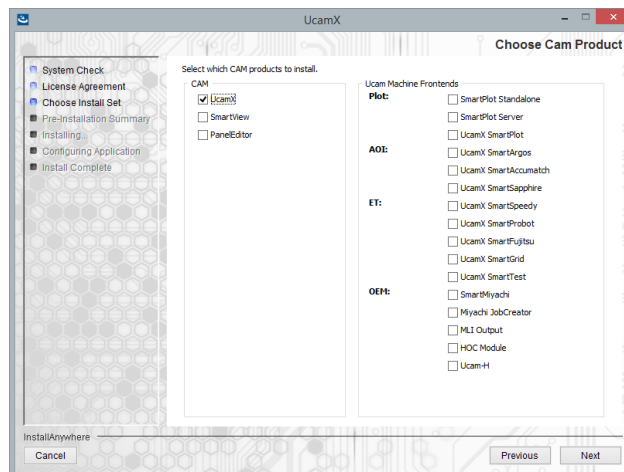 UcamX
Choose Cam Product
System Check
License Agreement
Choose Install Set
Pre-Installation Summary
Installing...
Configuring Application
Install Complete
Select which CAM products to install.
CAM
UcamX
SmartView
PanelEditor
Ucam Machine Frontends
Plot:
SmartPlot Standalone
SmartPlot Server
UcamX SmartPlot
AOI:
UcamX SmartArgos
UcamX SmartAccumatch
UcamX SmartSapphire
ET:
UcamX SmartSpeedy
UcamX SmartProbot
UcamX SmartFujitsu
UcamX SmartGrid
UcamX SmartTest
OEM:
SmartMiyachi
Miyachi JobCreator
MLI Output
HOC Module
Ucam-H
InstallAnywhere
Cancel
Previous
Next